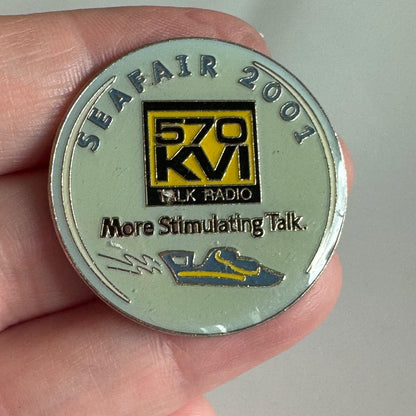 SEAFAIR 2001
570
KVI
TALK RADIO
More Stimulating Talk.